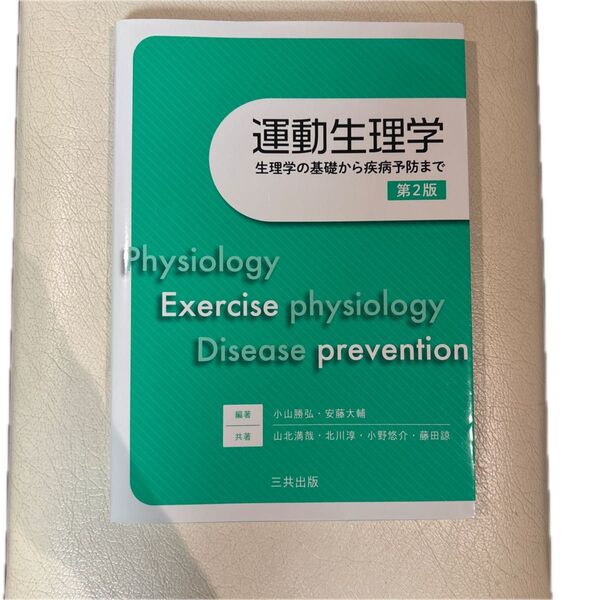 運動生理学
生理学の基礎から疾病予防まで
第2版
Physiology
Exercise physiology
Disease prevention
編著 小山勝弘・安藤大輔
共著 山北満哉・北川淳・小野悠介・藤田諒
三共出版